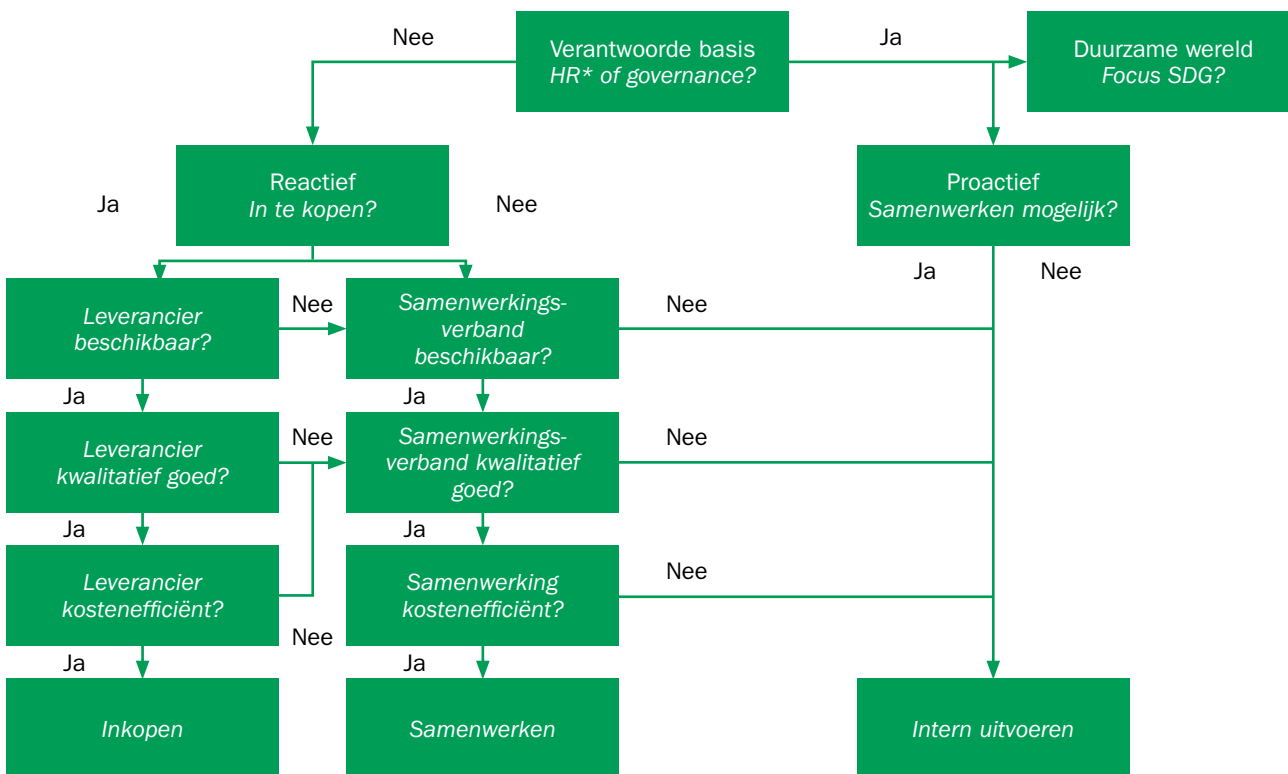 Nee
Verantwoorde basis
HR* of governance?
Ja
Duurzame wereld
Focus SDG?
Ja
Reactief
In te kopen?
Nee
Proactief
Samenwerken mogelijk?
Ja
Nee
Leverancier
beschikbaar?
Nee
Samenwerkings-
verband
beschikbaar?
Nee
Ja
Ja
Leverancier
kwalitatief goed?
Nee
Samenwerkings-
verband kwalitatief
goed?
Nee
Ja
Ja
Leverancier
kostenefficiënt?
Nee
Samenwerking
kostenefficiënt?
Nee
Ja
Ja
Inkopen
Samenwerken
Intern uitvoeren